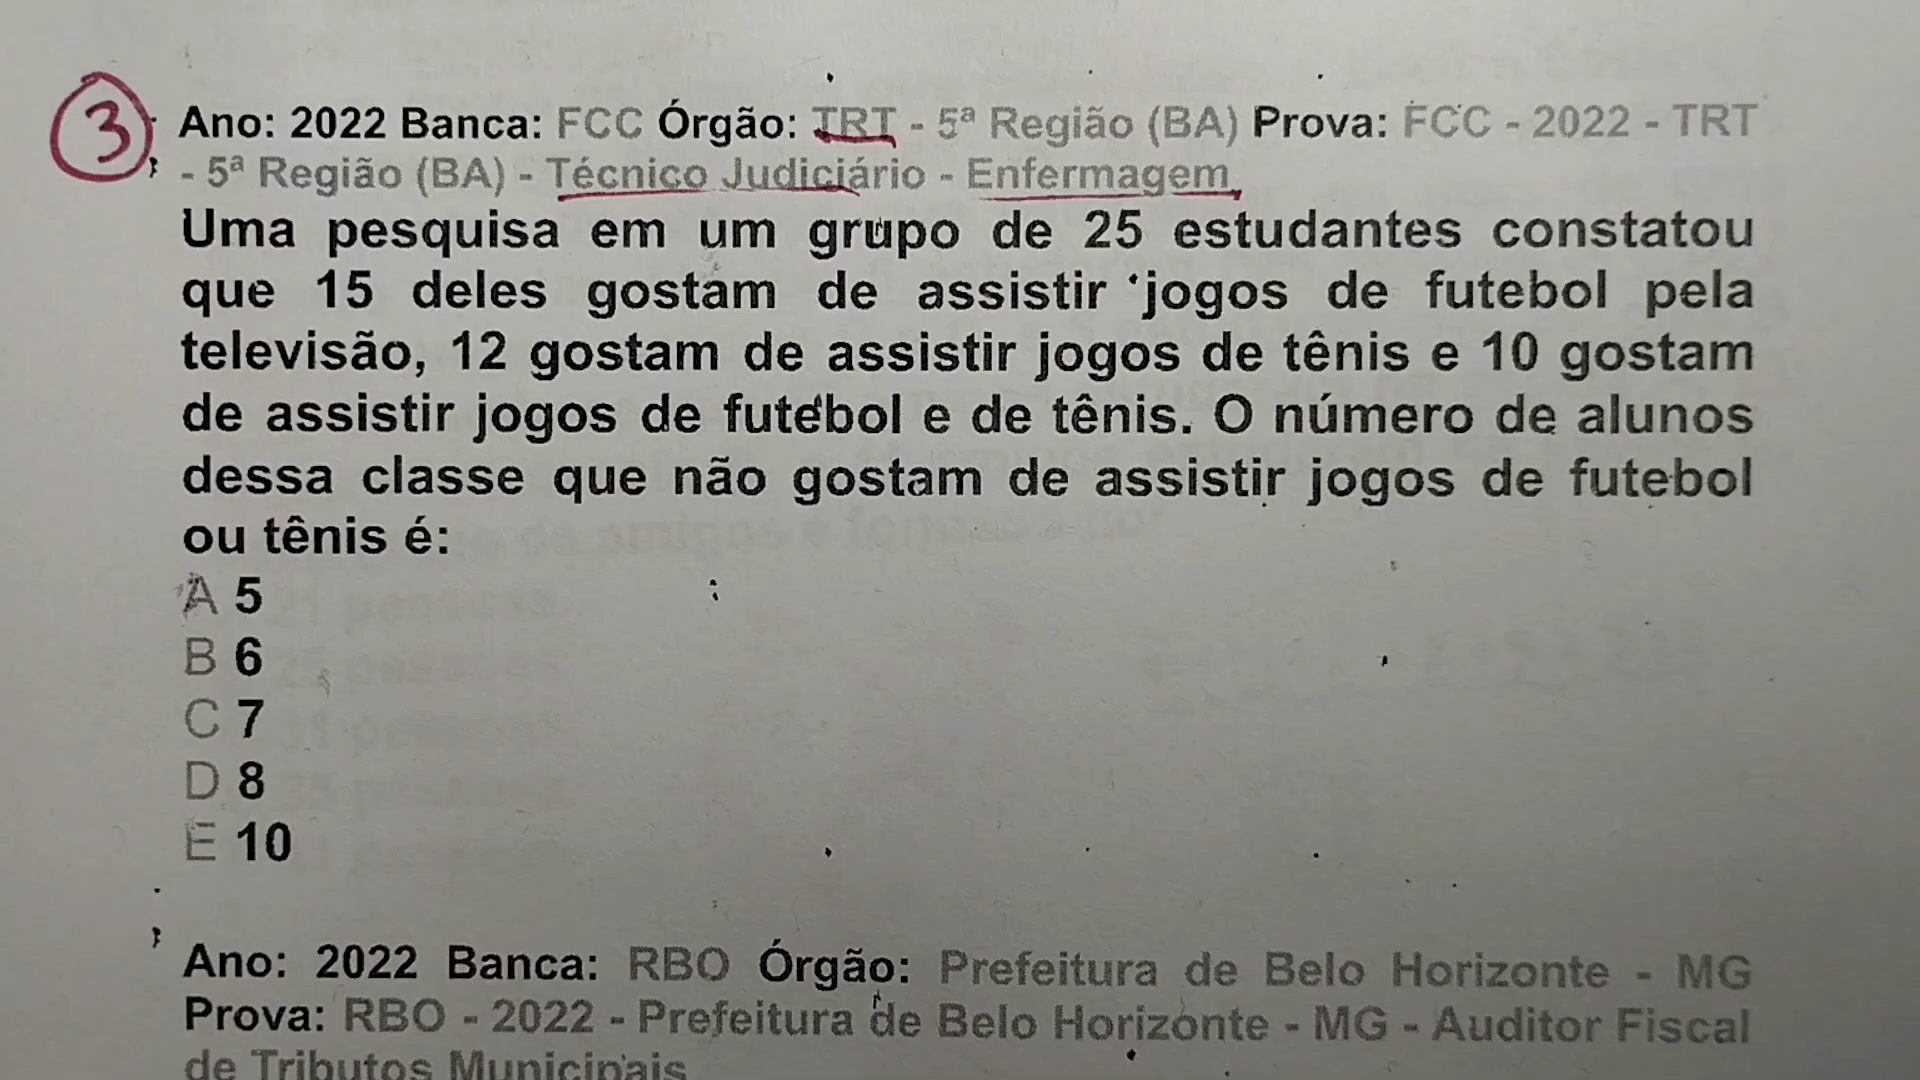 3
Ano: 2022 Banca: FCC Órgão: TRT - 5ª Região (BA) Prova: FCC - 2022 - TRT
- 5ª Região (BA) - Técnico Judiciário - Enfermagem
Uma pesquisa em um grupo de 25 estudantes constatou
que 15 deles gostam de assistir jogos de futebol pela
televisão, 12 gostam de assistir jogos de tênis e 10 gostam
de assistir jogos de futebol e de tênis. O número de alunos
dessa classe que não gostam de assistir jogos de futebol
ou tênis é:
A 5
B 6
C 7
D 8
E 10
Ano: 2022 Banca: RBO Órgão: Prefeitura de Belo Horizonte - MG
Prova: RBO - 2022 - Prefeitura de Belo Horizonte - MG - Auditor Fiscal
de Tributos Municipais